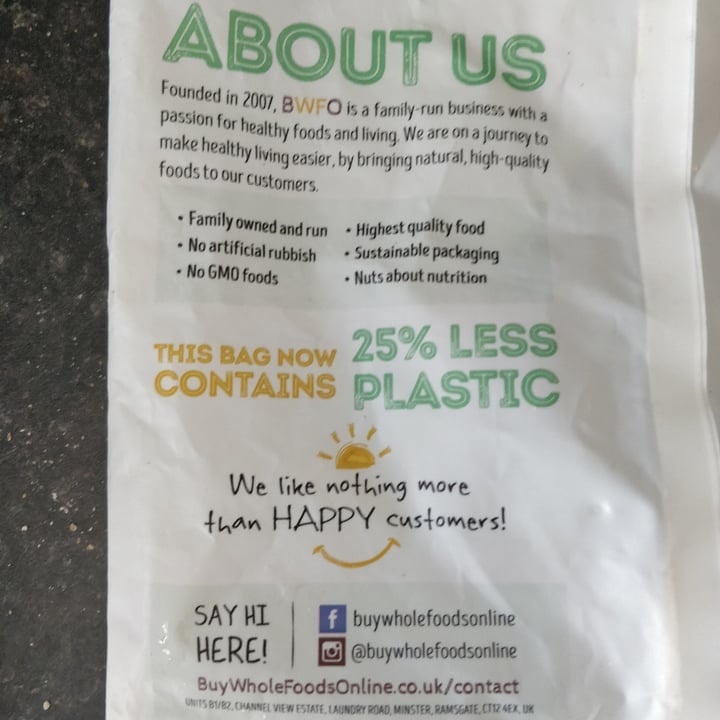 ABOUT US
Founded in 2007, BWFO is a family-run business with a
passion for healthy foods and living. We are on a journey to
make healthy living easier, by bringing natural, high-quality
foods to our customers.
• Family owned and run
• No artificial rubbish
• No GMO foods
• Highest quality food
• Sustainable packaging
• Nuts about nutrition
THIS BAG NOW
CONTAINS
25% LESS
PLASTIC
We like nothing more
than HAPPY customers!
SAY HI
HERE!
buywholefoodsonline
@buywholefoodsonline
BuyWholeFoodsOnline.co.uk/contact
UNITS B1/B2, CHANNEL VIEW ESTATE, LAUNDRY ROAD, MINSTER, RAMSGATE, CT12 4EX, UK